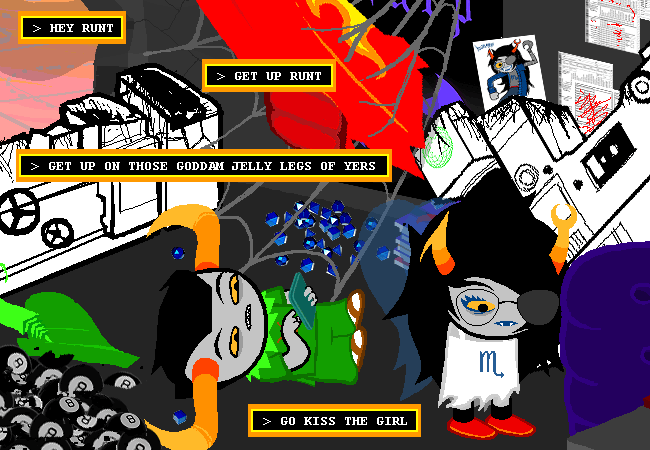 > HEY RUNT
> GET UP RUNT
> GET UP ON THOSE GODDAM JELLY LEGS OF YERS
> GO KISS THE GIRL